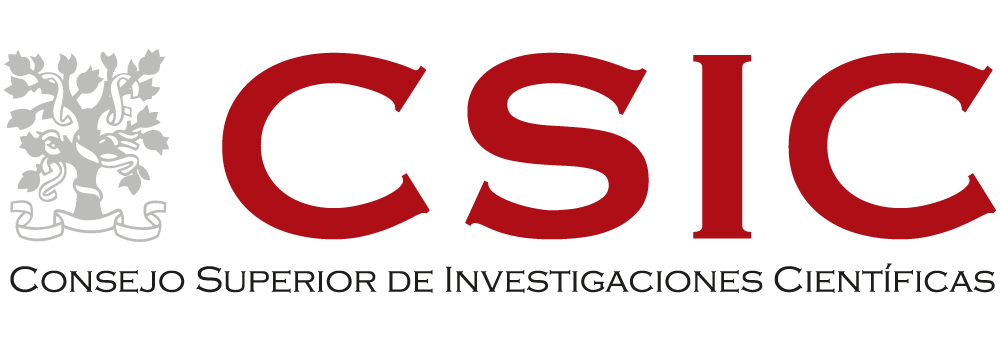 CSIC
CONSEJO SUPERIOR DE INVESTIGACIONES CIENTÍFICAS